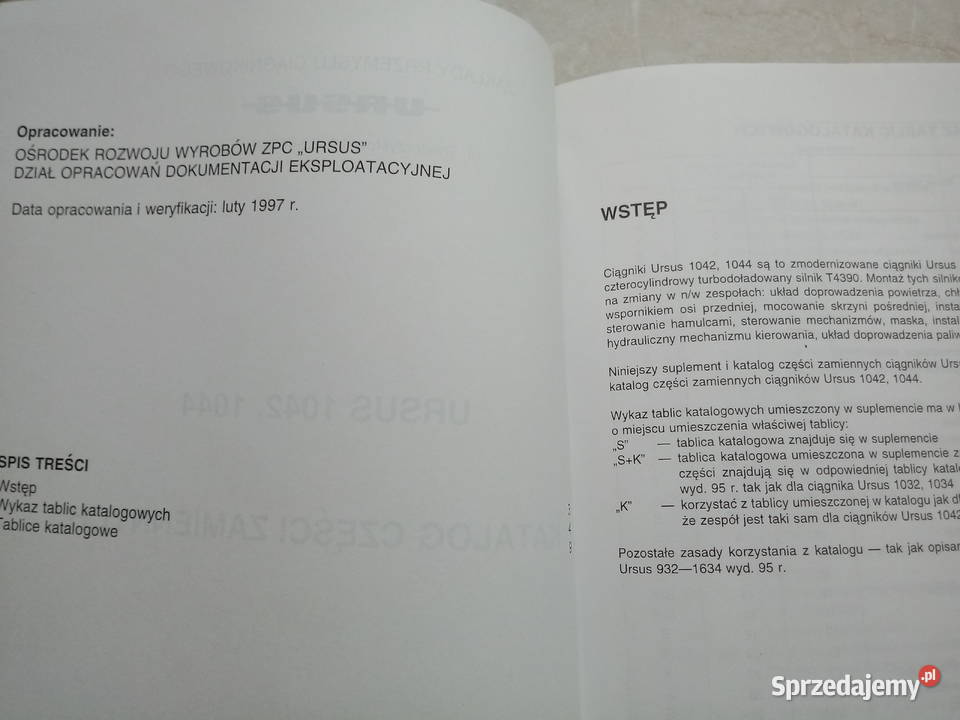 Opracowanie:
OŚRODEK ROZWOJU WYROBÓW ZPC „URSUS”
DZIAŁ OPRACOWAŃ DOKUMENTACJI EKSPLOATACYJNEJ
Data opracowania i weryfikacji: luty 1997 r.
SPIS TREŚCI
Wstęp
Wykaz tablic katalogowych
Tablice katalogowe
WSTĘP
Ciągniki Ursus 1042, 1044 są to zmodernizowane ciągniki Ursus
czterocylindrowy turbodoładowany silnik T4390. Montaż tych silników
na zmiany w n/w zespołach: układ doprowadzenia powietrza,
wspornikiem osi przedniej, mocowanie skrzyni pośredniej,
sterowanie hamulcami, sterowanie mechanizmów, maska,
hydrauliczny mechanizmu kierowania, układ doprowadzenia
Niniejszy suplement i katalog części zamiennych ciągników
katalog części zamiennych ciągników Ursus 1042, 1044.
Wykaz tablic katalogowych umieszczony w suplemencie ma w
o miejscu umieszczenia właściwej tablicy:
„S” — tablica katalogowa znajduje się w suplemencie
„S+K” — tablica katalogowa umieszczona w suplemencie
części znajdują się w odpowiedniej tablicy
wyd. 95 r. tak jak dla ciągnika Ursus 1032, 1034
„K” — korzystać z tablicy umieszczonej w katalogu jak
że zespół jest taki sam dla ciągników Ursus 1042
Pozostałe zasady korzystania z katalogu — tak jak
Ursus 932—1634 wyd. 95 r.
Sprzedajemy.pl